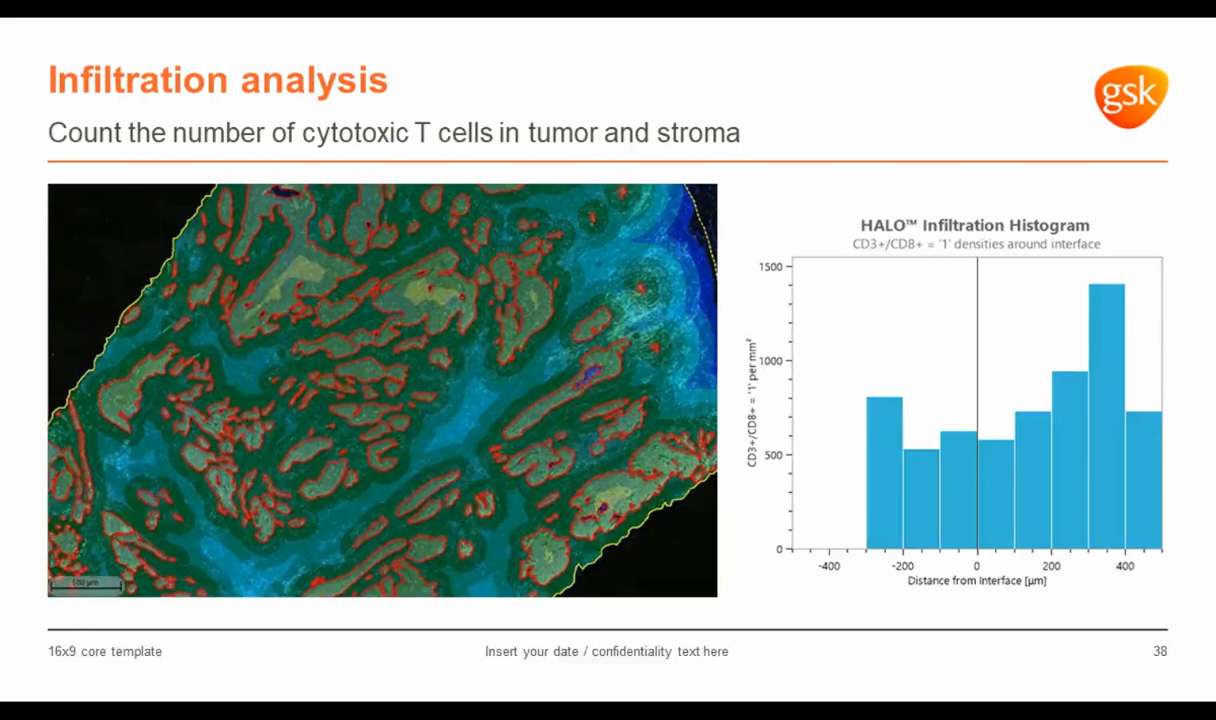 Infiltration analysis
gsk
Count the number of cytotoxic T cells in tumor and stroma
500 µm
HALO™ Infiltration Histogram
CD3+/CD8+ = '1' densities around interface
1500
1000
500
0
CD3+/CD8+ = '1' per mm²
-400 -200 0 200 400
Distance from Interface [µm]
16x9 core template
Insert your date / confidentiality text here
38